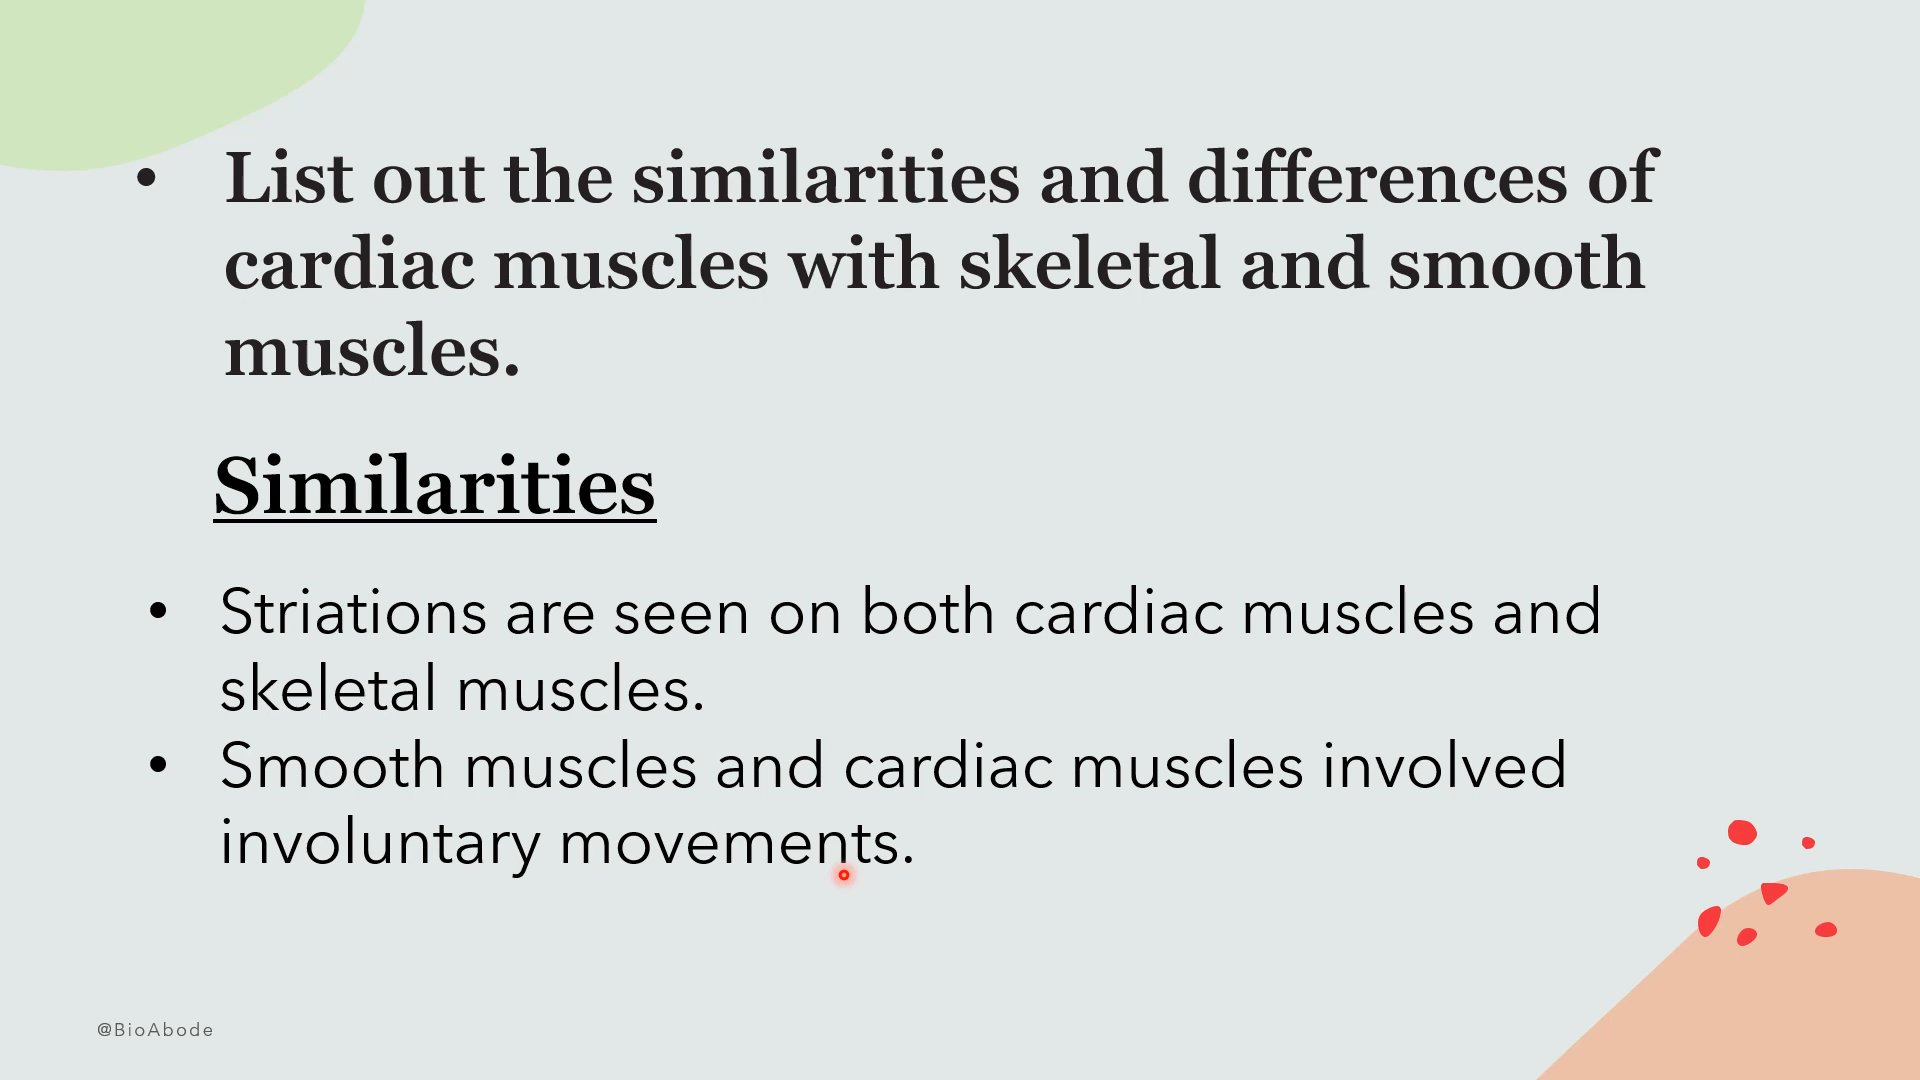 • List out the similarities and differences of
cardiac muscles with skeletal and smooth
muscles.
Similarities
• Striations are seen on both cardiac muscles and
skeletal muscles.
• Smooth muscles and cardiac muscles involved
involuntary movements.
@BioAbode